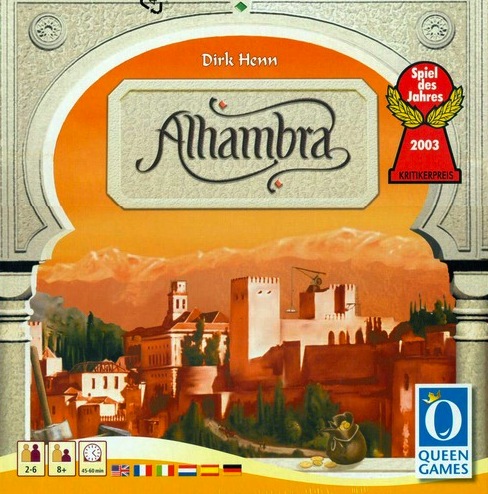 Dirk Henn
Alhambra
Spiel
des
Jahres
2003
KRITIKERPREIS
QUEEN
GAMES
2-6
8+
45-60 min